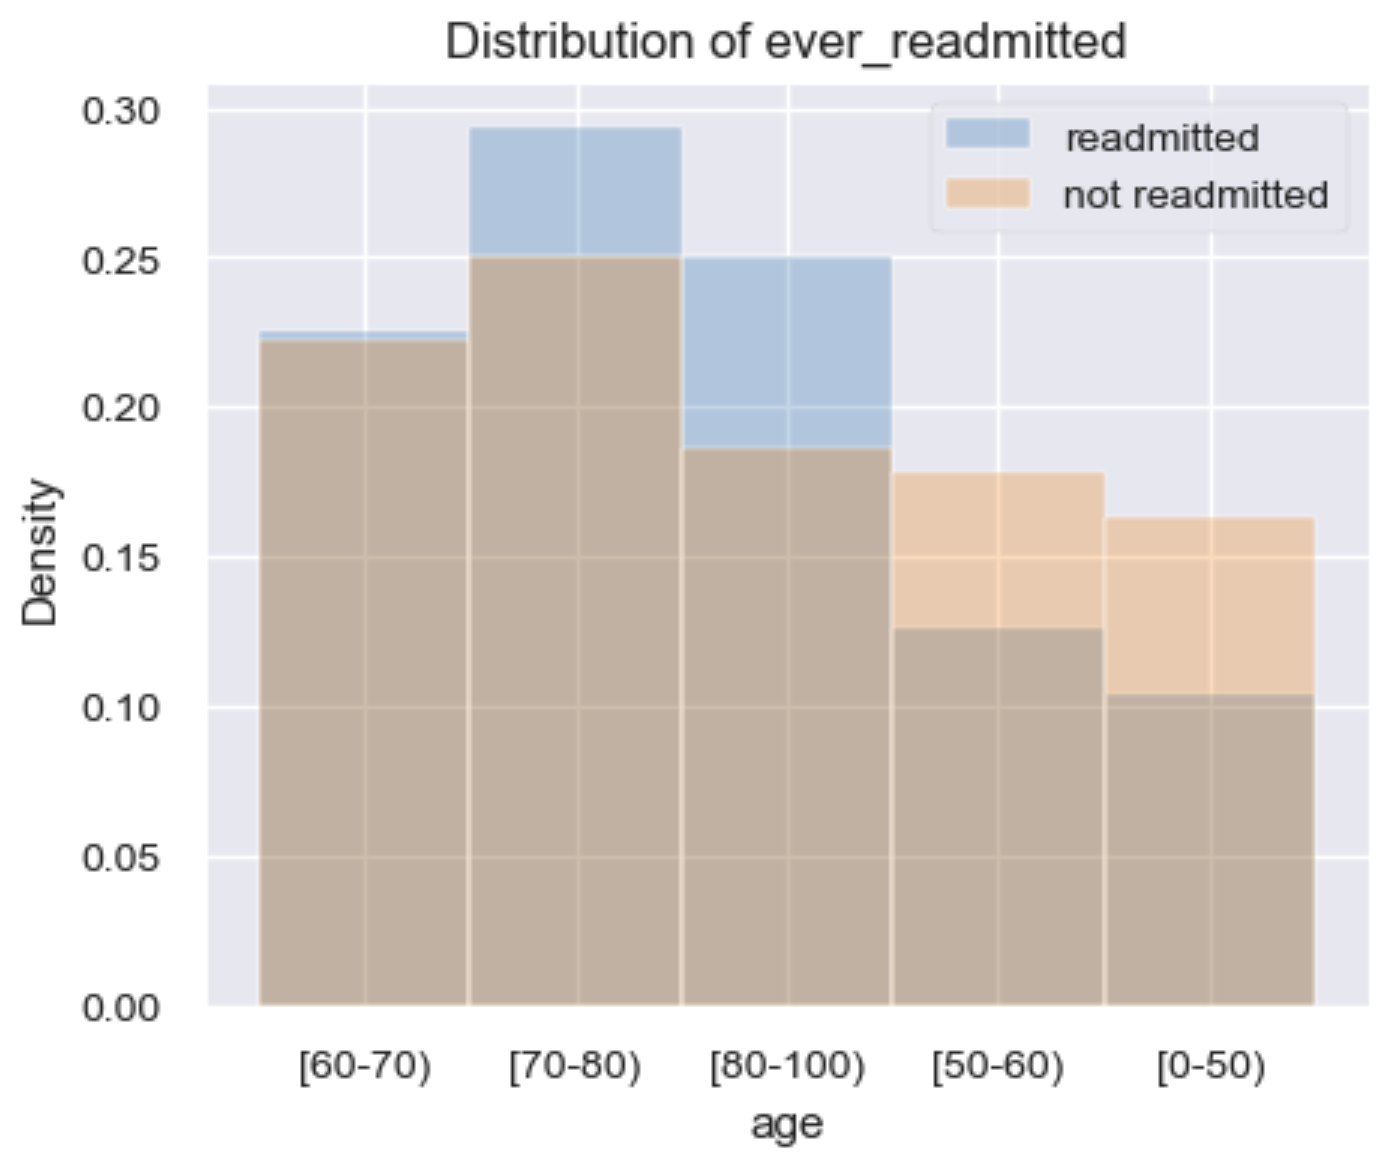 Distribution of ever_readmitted
readmitted
not readmitted
0.30
0.25
0.20
0.15
0.10
0.05
0.00
Density
[60-70) [70-80) [80-100) [50-60) [0-50)
age